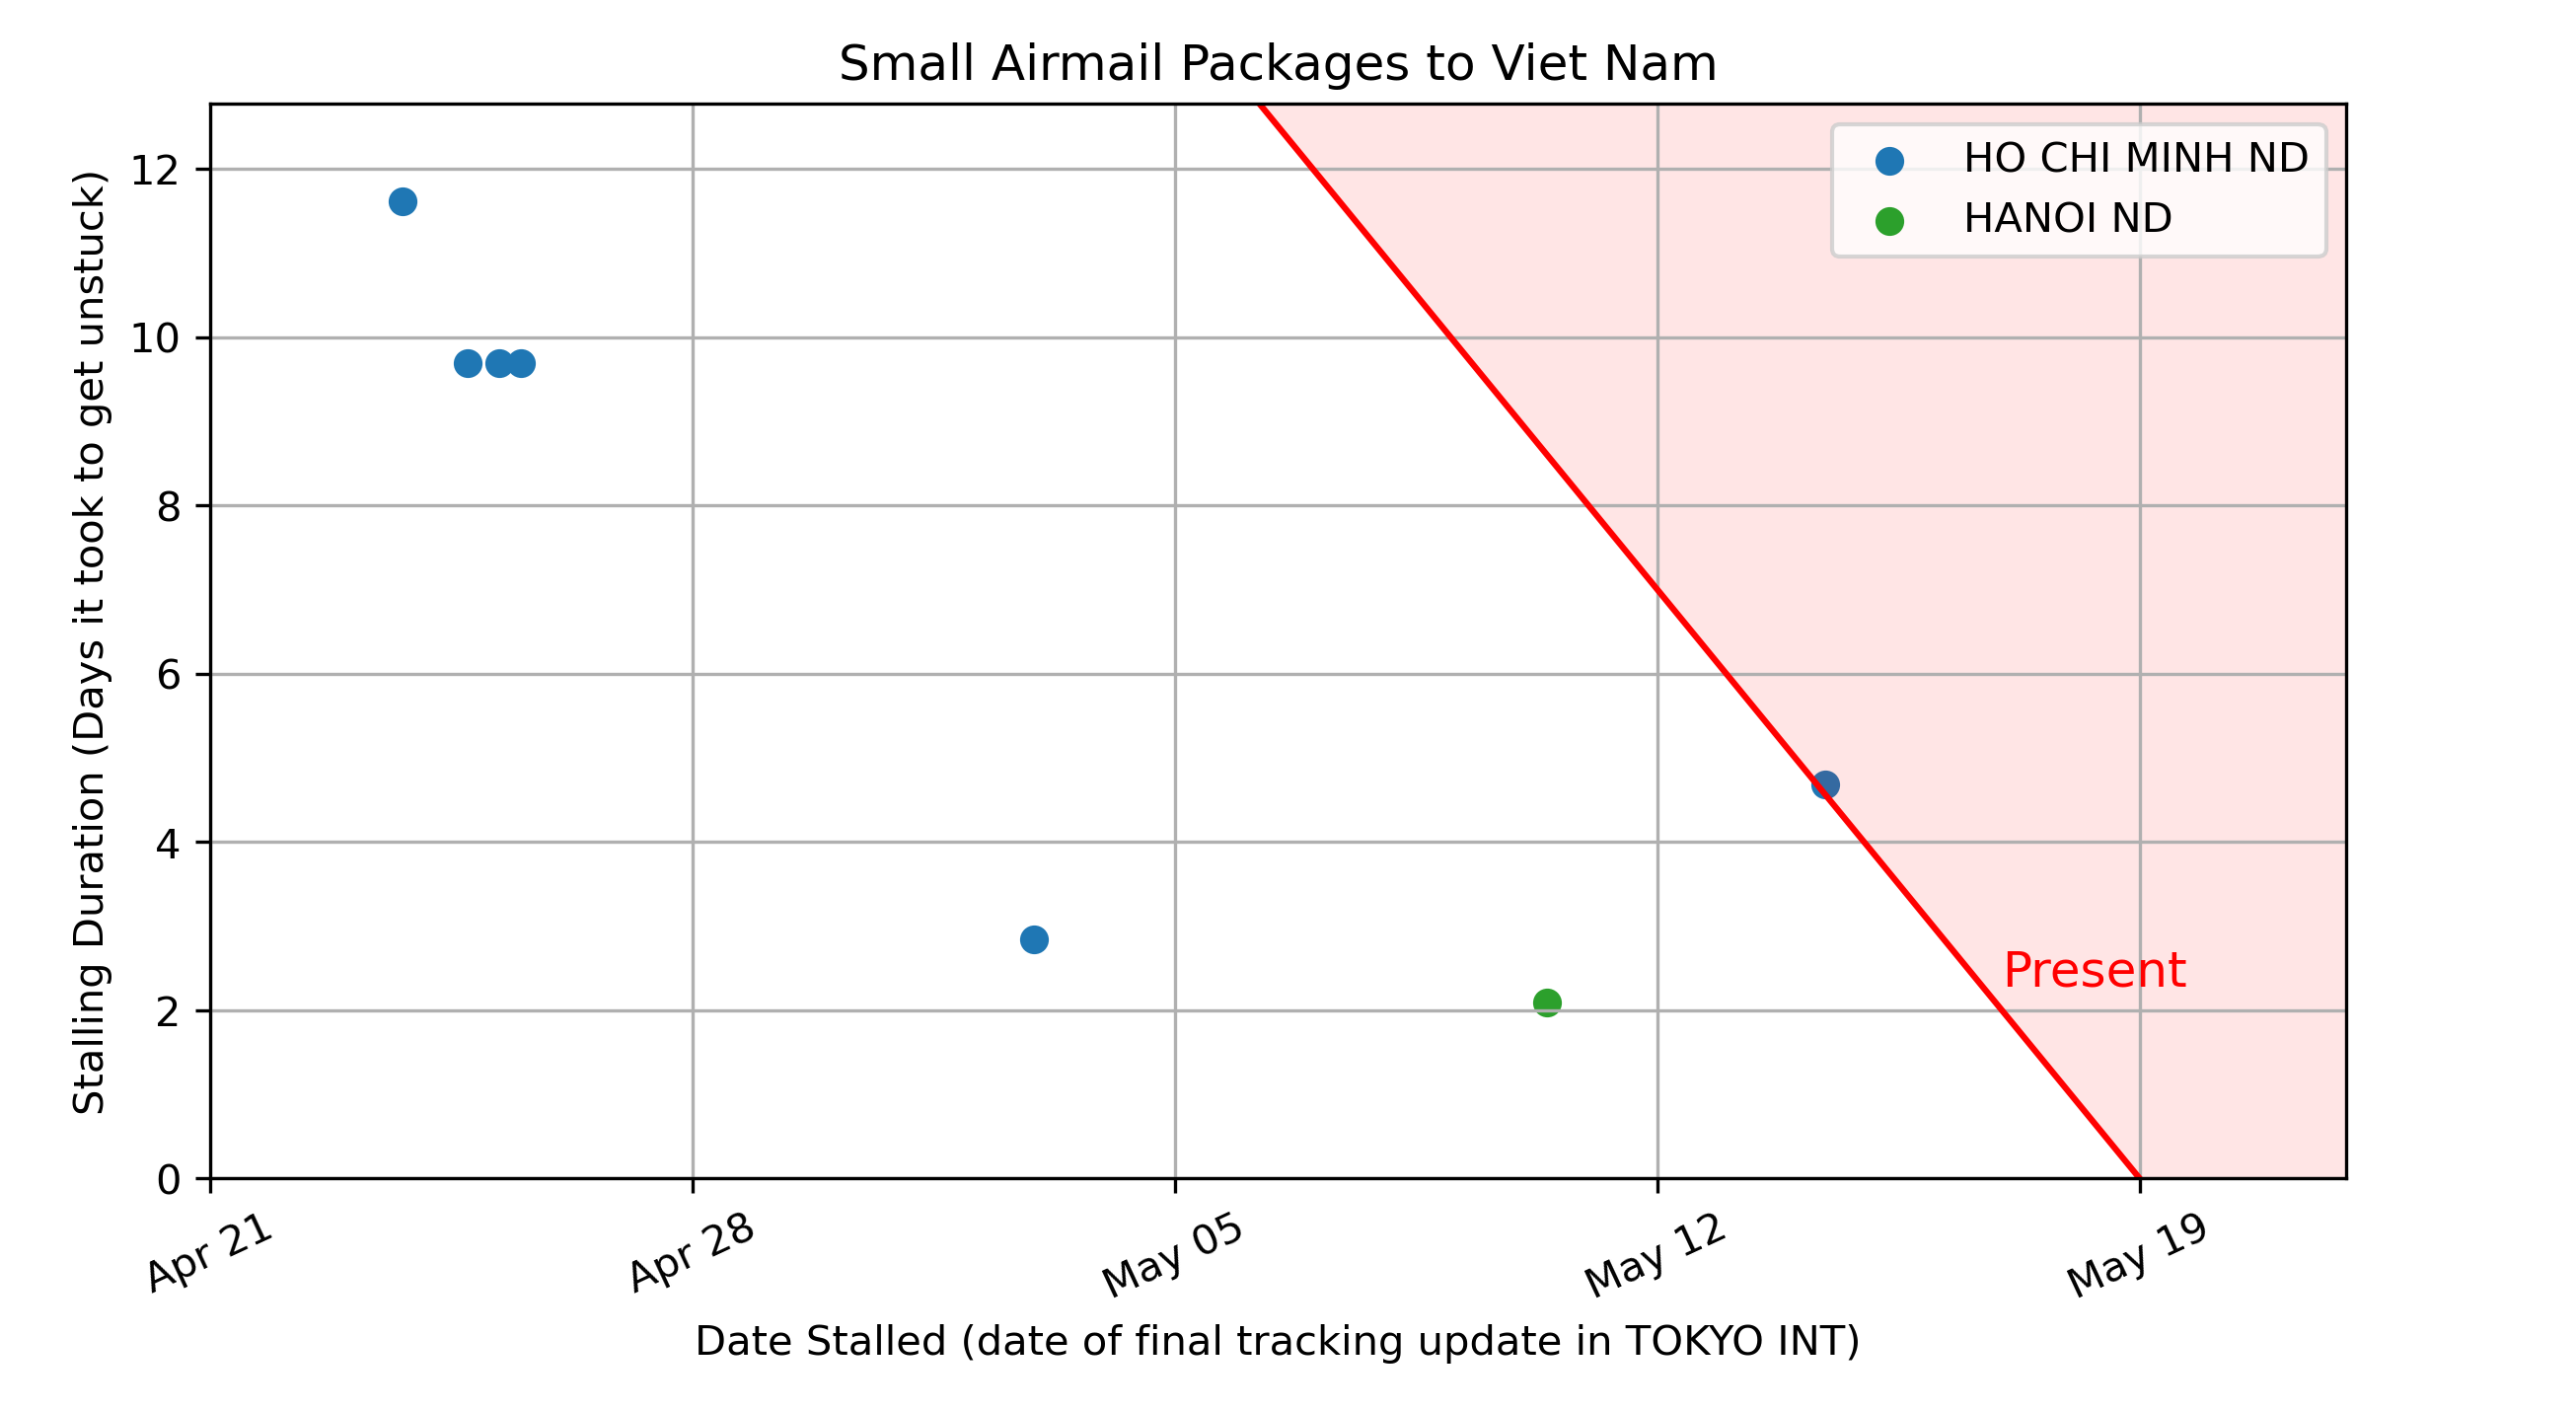 Small Airmail Packages to Viet Nam
Stalling Duration (Days it took to get unstuck)
12
10
8
6
4
2
0
HO CHI MINH ND
HANOI ND
Present
Apr 21
Apr 28
May 05
May 12
May 19
Date Stalled (date of final tracking update in TOKYO INT)